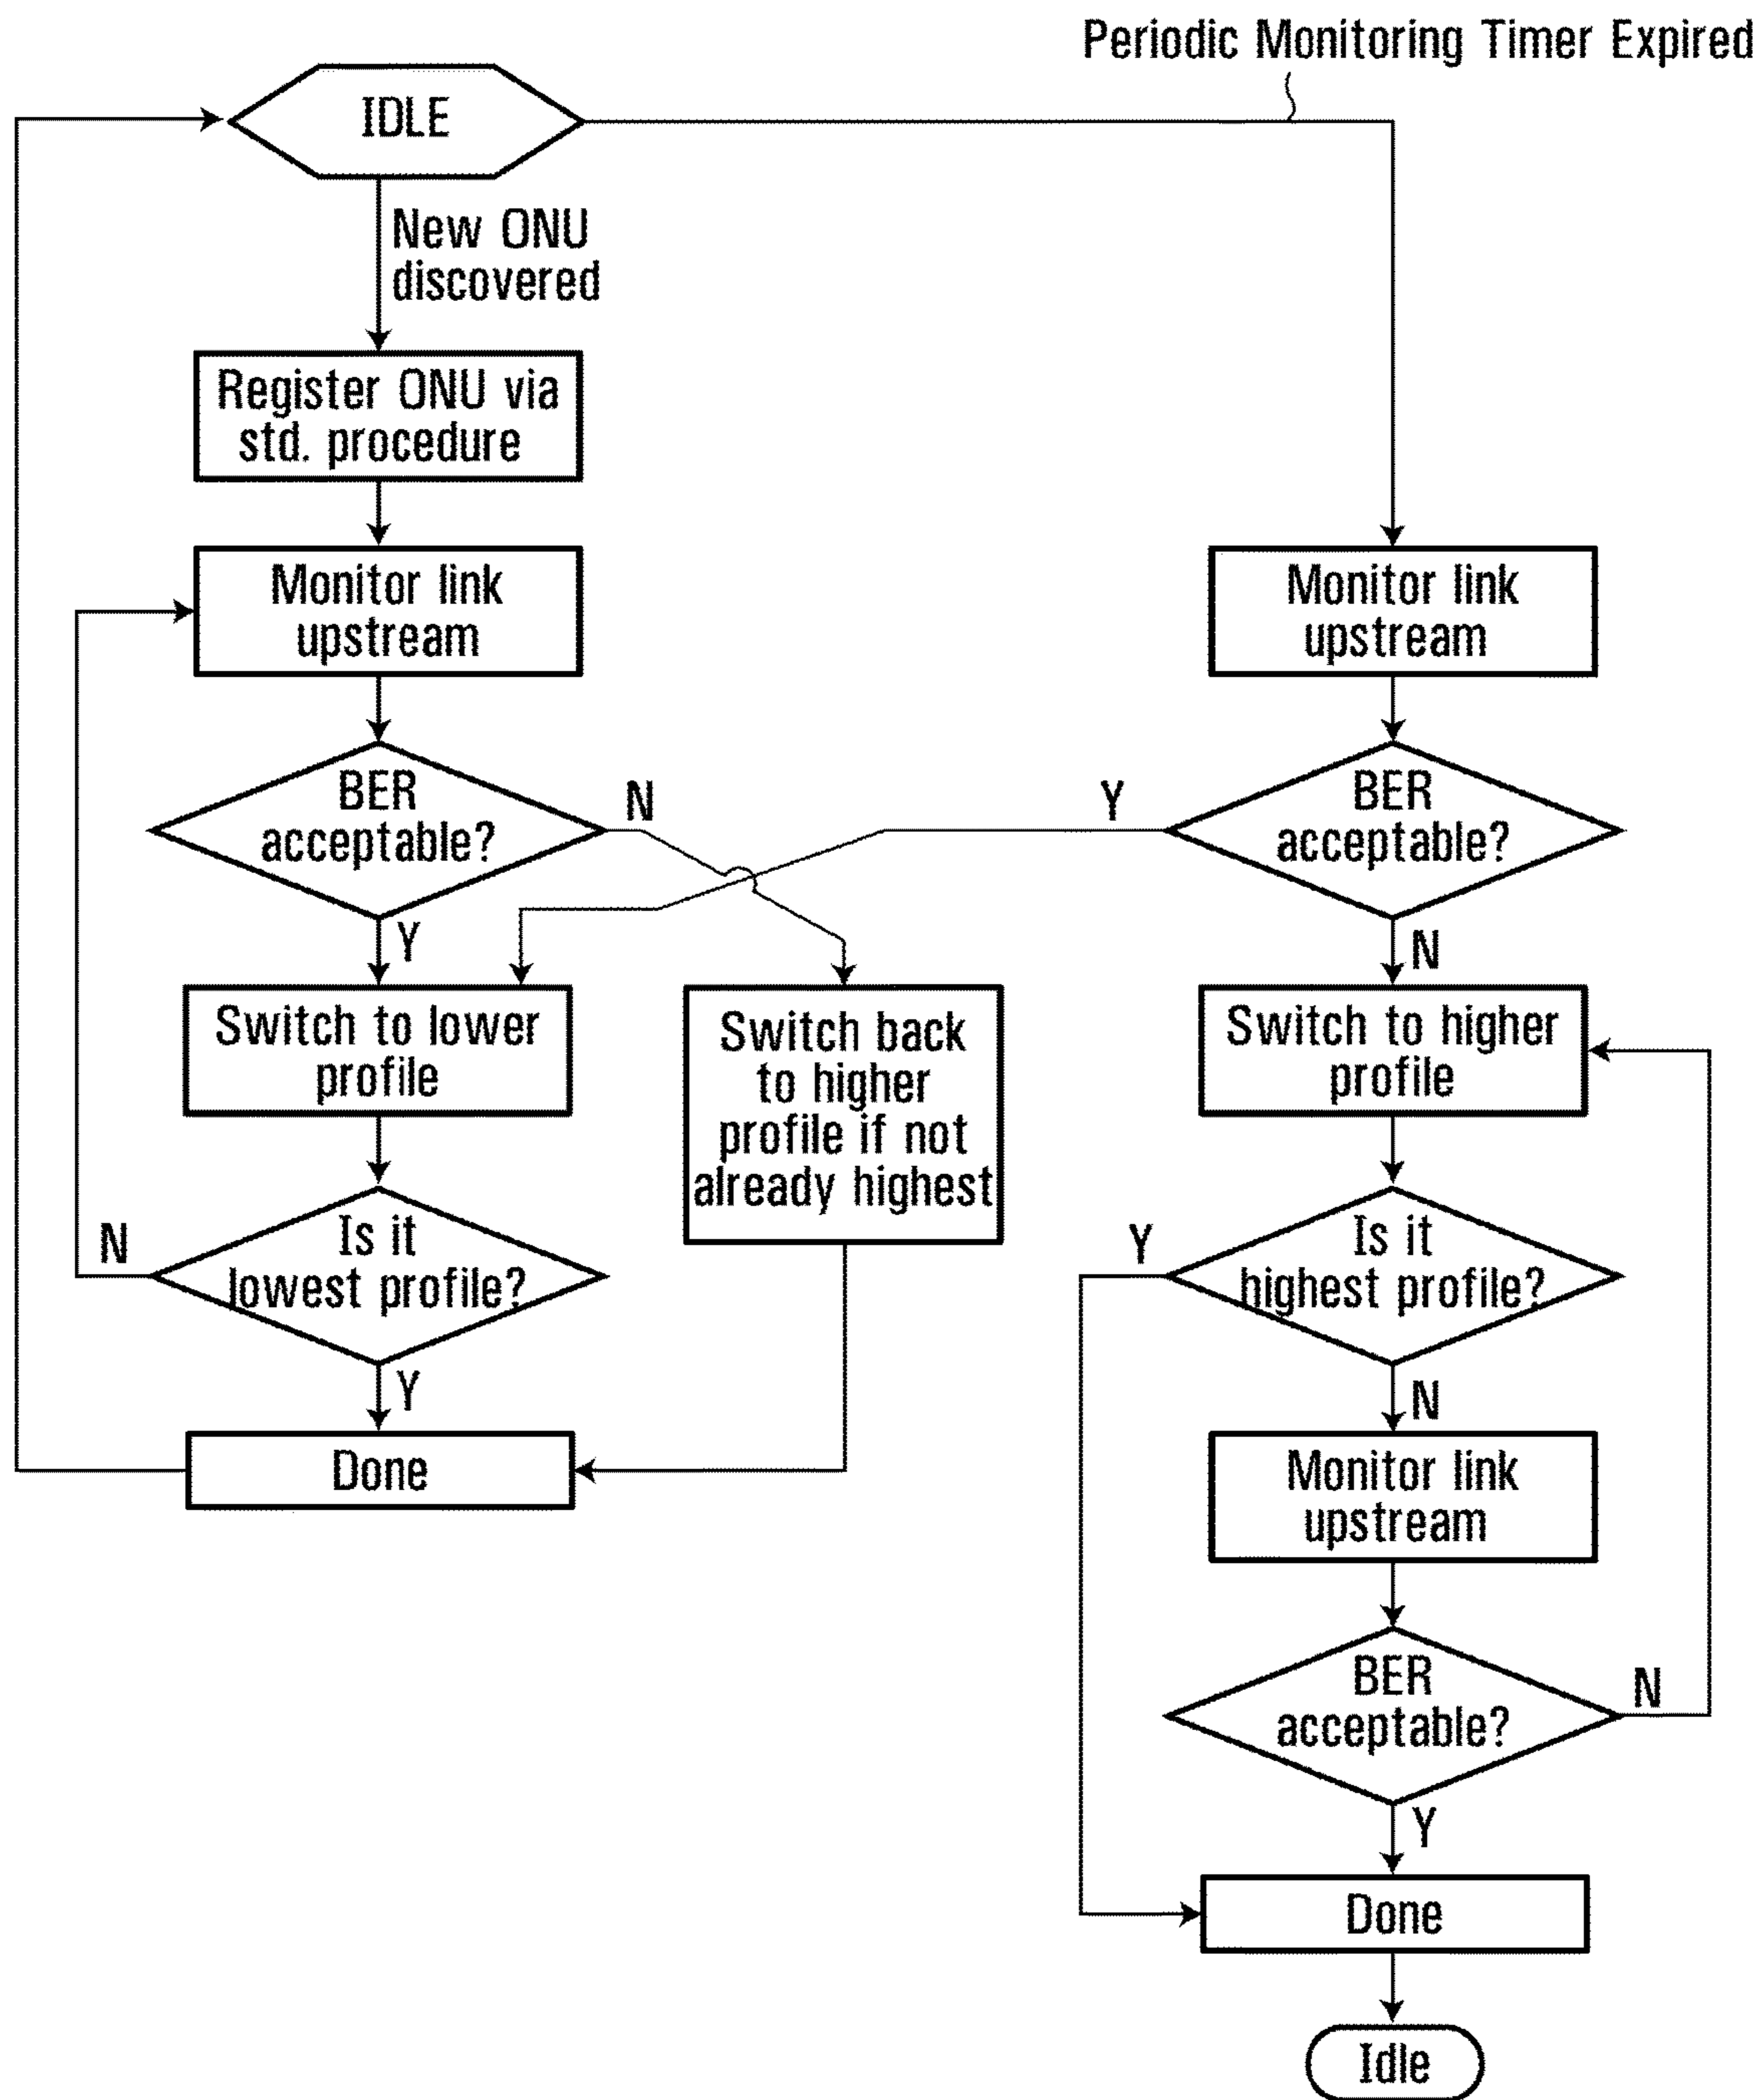 Periodic Monitoring Timer Expired
IDLE
New ONU
discovered
Register ONU via
std. procedure
Monitor link
upstream
BER
acceptable?
N
Y
Switch to lower
profile
Switch back
to higher
profile if not
already highest
Is it
lowest profile?
N
Y
Done
Monitor link
upstream
BER
acceptable?
Y
N
Switch to higher
profile
Is it
highest profile?
Y
N
Monitor link
upstream
BER
acceptable?
N
Y
Done
Idle